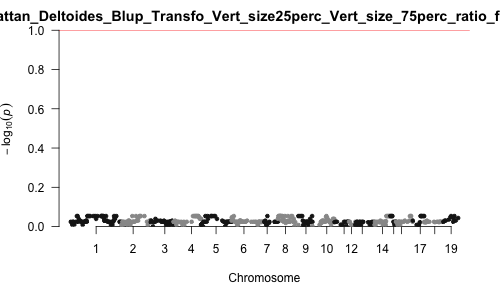 attan_Deltoides_Blup_Transfo_Vert_size25perc_Vert_size_75perc_ratio_f
1.0
0.8
0.6
0.4
0.2
0.0
− log10(p)
1 2 3 4 5 6 7 8 9 10 12 14 17 19
Chromosome